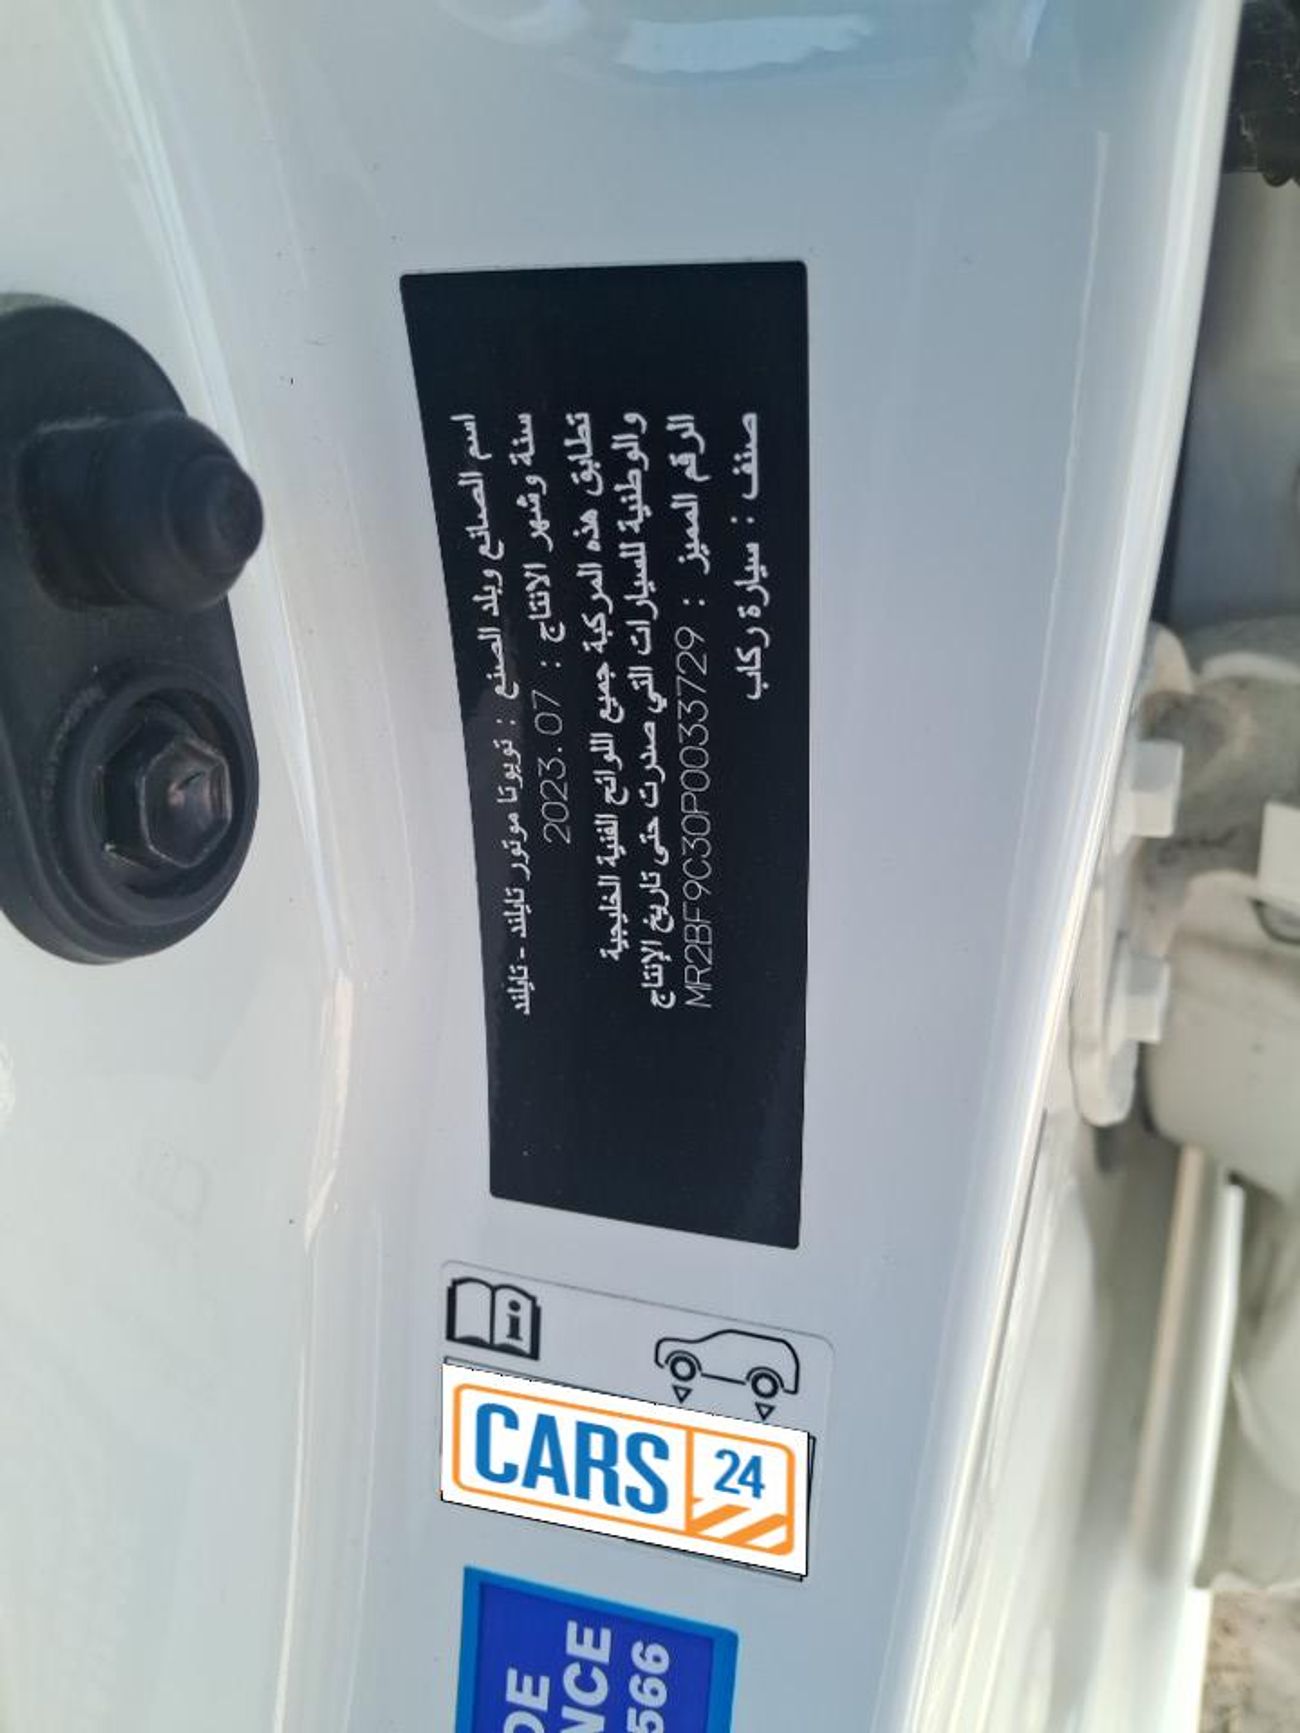 اسم الصانع وبلد الصنع : تويوتا موتور تايلند - تايلند
سنة وشهر الانتاج : 2023.07
تطابق هذه المركبة جميع اللوائح الفنية الخليجية
والوطنية للسيارات التي صدرت حتى تاريخ الإنتاج
الرقم المميز : MR2BF9C30P0033729
صنف : سيارة ركاب
i
CARS 24
DE
NCE
566